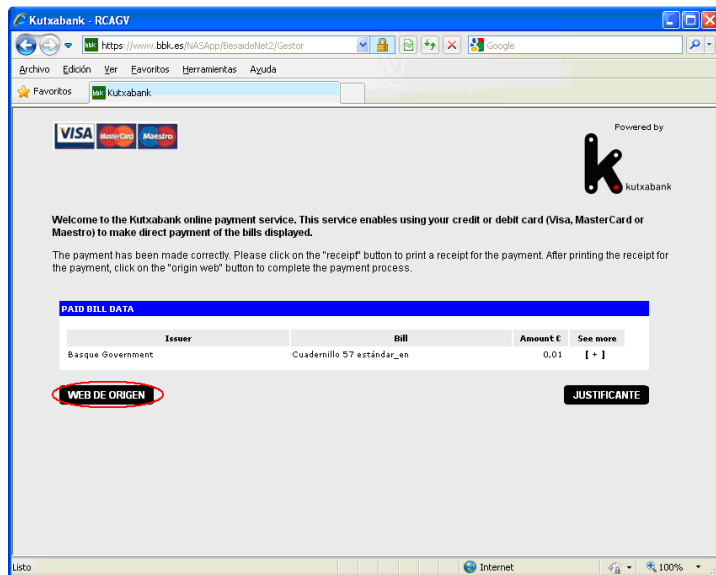 Kutxabank - RCAGV
bbk https://www.bbk.es/NASApp/BesaideNet2/Gestor Google
Archivo Edición Ver Favoritos Herramientas Ayuda
Favoritos bbk Kutxabank
VISA MasterCard Maestro
Powered by
k
kutxabank
Welcome to the Kutxabank online payment service. This service enables using your credit or debit card (Visa, MasterCard or
Maestro) to make direct payment of the bills displayed.
The payment has been made correctly. Please click on the "receipt" button to print a receipt for the payment. After printing the receipt for
the payment, click on the "origin web" button to complete the payment process.
PAID BILL DATA
Issuer Bill Amount € See more
Basque Government Cuadernillo 57 estándar_en 0,01 [ + ]
WEB DE ORIGEN JUSTIFICANTE
Listo Internet 100%